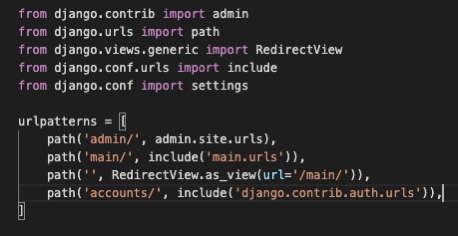 from django.contrib import admin
from django.urls import path
from django.views.generic import RedirectView
from django.conf.urls import include
from django.conf import settings

urlpatterns = [
    path('admin/', admin.site.urls),
    path('main/', include('main.urls')),
    path('', RedirectView.as_view(url='/main/')),
    path('accounts/', include('django.contrib.auth.urls')),
]